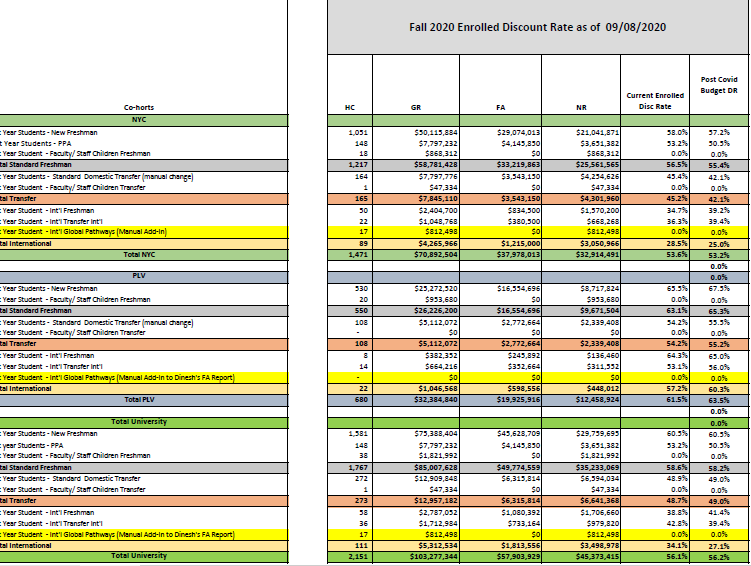 Fall 2020 Enrolled Discount Rate as of 09/08/2020
Co-horts HC GR FA NR Current Enrolled Disc Rate Post Covid Budget DR
NYC
Year Students - New Freshman 1,051 $50,115,884 $29,074,013 $21,041,871 58.0% 57.2%
t Year Students - PPA 148 $7,797,232 $4,145,850 $3,651,382 53.2% 50.5%
Year Student - Faculty/ Staff Children Freshman 18 $868,312 $0 $868,312 0.0% 0.0%
tal Standard Freshman 1,217 $58,781,428 $33,219,863 $25,561,565 56.5% 55.4%
Year Students - Standard Domestic Transfer (manual change) 164 $7,797,776 $3,543,150 $4,254,626 45.4% 42.1%
Year Student - Faculty/ Staff Children Transfer 1 $47,334 $0 $47,334 0.0% 0.0%
tal Transfer 165 $7,845,110 $3,543,150 $4,301,960 45.2% 42.1%
Year Student - Int'l Freshman 50 $2,404,700 $834,500 $1,570,200 34.7% 39.2%
Year Student - Int'l Transfer Int'l 22 $1,048,768 $380,500 $668,268 36.3% 39.4%
Year Student - Int'l Global Pathways (Manual Add-In) 17 $812,498 $0 $812,498 0.0% 0.0%
tal International 89 $4,265,966 $1,215,000 $3,050,966 28.5% 25.0%
Total NYC 1,471 $70,892,504 $37,978,013 $32,914,491 53.6% 53.2%
0.0%
PLV 0.0%
Year Students - New Freshman 530 $25,272,520 $16,554,696 $8,717,824 65.5% 67.5%
Year Student - Faculty/ Staff Children Freshman 20 $953,680 $0 $953,680 0.0% 0.0%
tal Standard Freshman 550 $26,226,200 $16,554,696 $9,671,504 63.1% 65.3%
Year Students - Standard Domestic Transfer (manual change) 108 $5,112,072 $2,772,664 $2,339,408 54.2% 55.5%
Year Student - Faculty/ Staff Children Transfer - $0 $0 $0 0.0% 0.0%
tal Transfer 108 $5,112,072 $2,772,664 $2,339,408 54.2% 55.2%
Year Student - Int'l Freshman 8 $382,352 $245,892 $136,460 64.3% 65.0%
Year Student - Int'l Transfer Int'l 14 $664,216 $352,664 $311,552 53.1% 56.0%
Year Student - Int'l Global Pathways (Manual Add-In to Dinesh's FA Report) - $0 $0 $0 0.0% 0.0%
tal International 22 $1,046,568 $598,556 $448,012 57.2% 60.3%
Total PLV 680 $32,384,840 $19,925,916 $12,458,924 61.5% 63.5%
0.0%
Total University 0.0%
Year Students - New Freshman 1,581 $75,388,404 $45,628,709 $29,759,695 60.5% 60.5%
year Students - PPA 148 $7,797,232 $4,145,850 $3,651,382 53.2% 50.5%
Year Student - Faculty/ Staff Children Freshman 38 $1,821,992 $0 $1,821,992 0.0% 0.0%
tal Standard Freshman 1,767 $85,007,628 $49,774,559 $35,233,069 58.6% 58.2%
Year Students - Standard Domestic Transfer 272 $12,909,848 $6,315,814 $6,594,034 48.9% 49.0%
Year Student - Faculty/ Staff Children Transfer 1 $47,334 $0 $47,334 0.0% 0.0%
tal Transfer 273 $12,957,182 $6,315,814 $6,641,368 48.7% 49.0%
Year Student - Int'l Freshman 58 $2,787,052 $1,080,392 $1,706,660 38.8% 41.4%
Year Student - Int'l Transfer Int'l 36 $1,712,984 $733,164 $979,820 42.8% 39.4%
Year Student - Int'l Global Pathways (Manual Add-In to Dinesh's FA Report) 17 $812,498 $0 $812,498 0.0% 0.0%
tal International 111 $5,312,534 $1,813,556 $3,498,978 34.1% 27.1%
Total University 2,151 $103,277,344 $57,903,929 $45,373,415 56.1% 56.2%